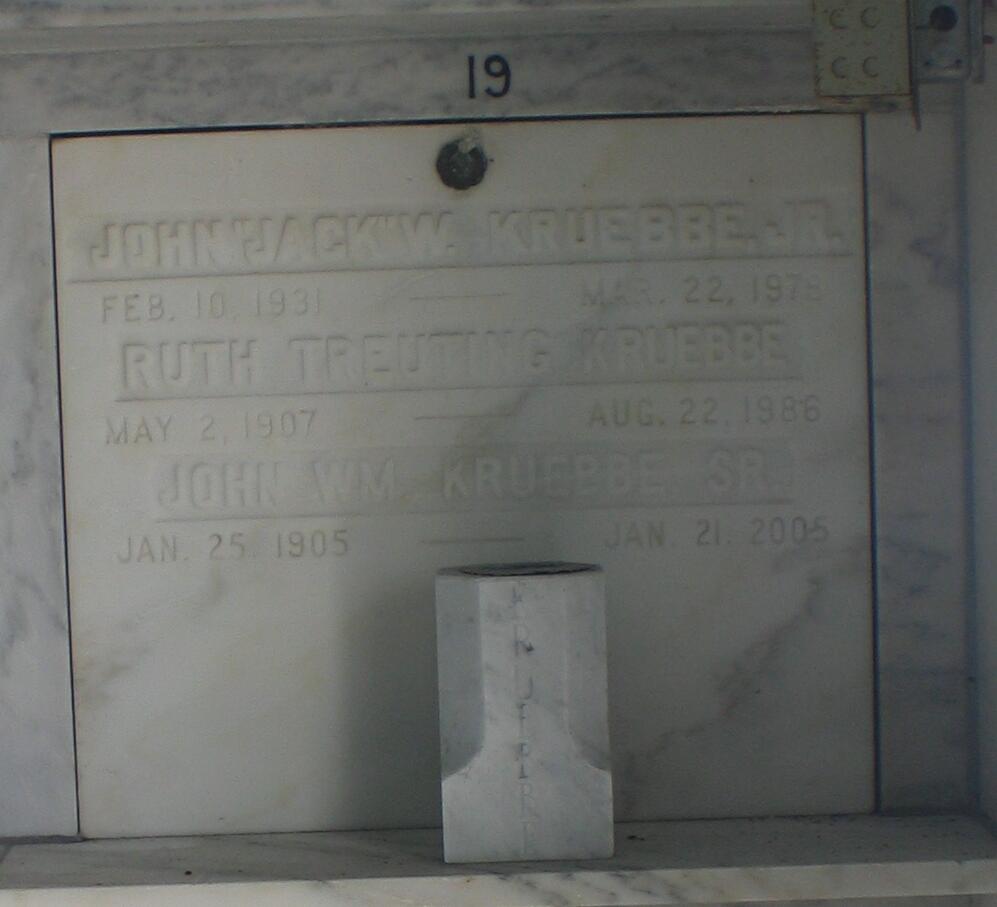 19
JOHN "JACK" W. KRUEBBE, JR.
FEB. 10, 1931 — MAR. 22, 1978
RUTH TREUTING KRUEBBE
MAY 2, 1907 — AUG. 22, 1986
JOHN WM. KRUEBBE SR.
JAN. 25, 1905 — JAN. 21. 2005
KRUEBBE